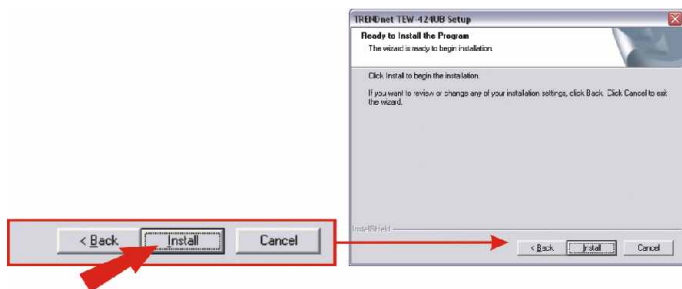 TRENDnet TEW-424UB Setup
Ready to Install the Program
The wizard is ready to begin installation.
Click Install to begin the installation.
If you want to review or change any of your installation settings, click Back. Click Cancel to exit
the wizard.
InstallShield
< Back Install Cancel
< Back Install Cancel